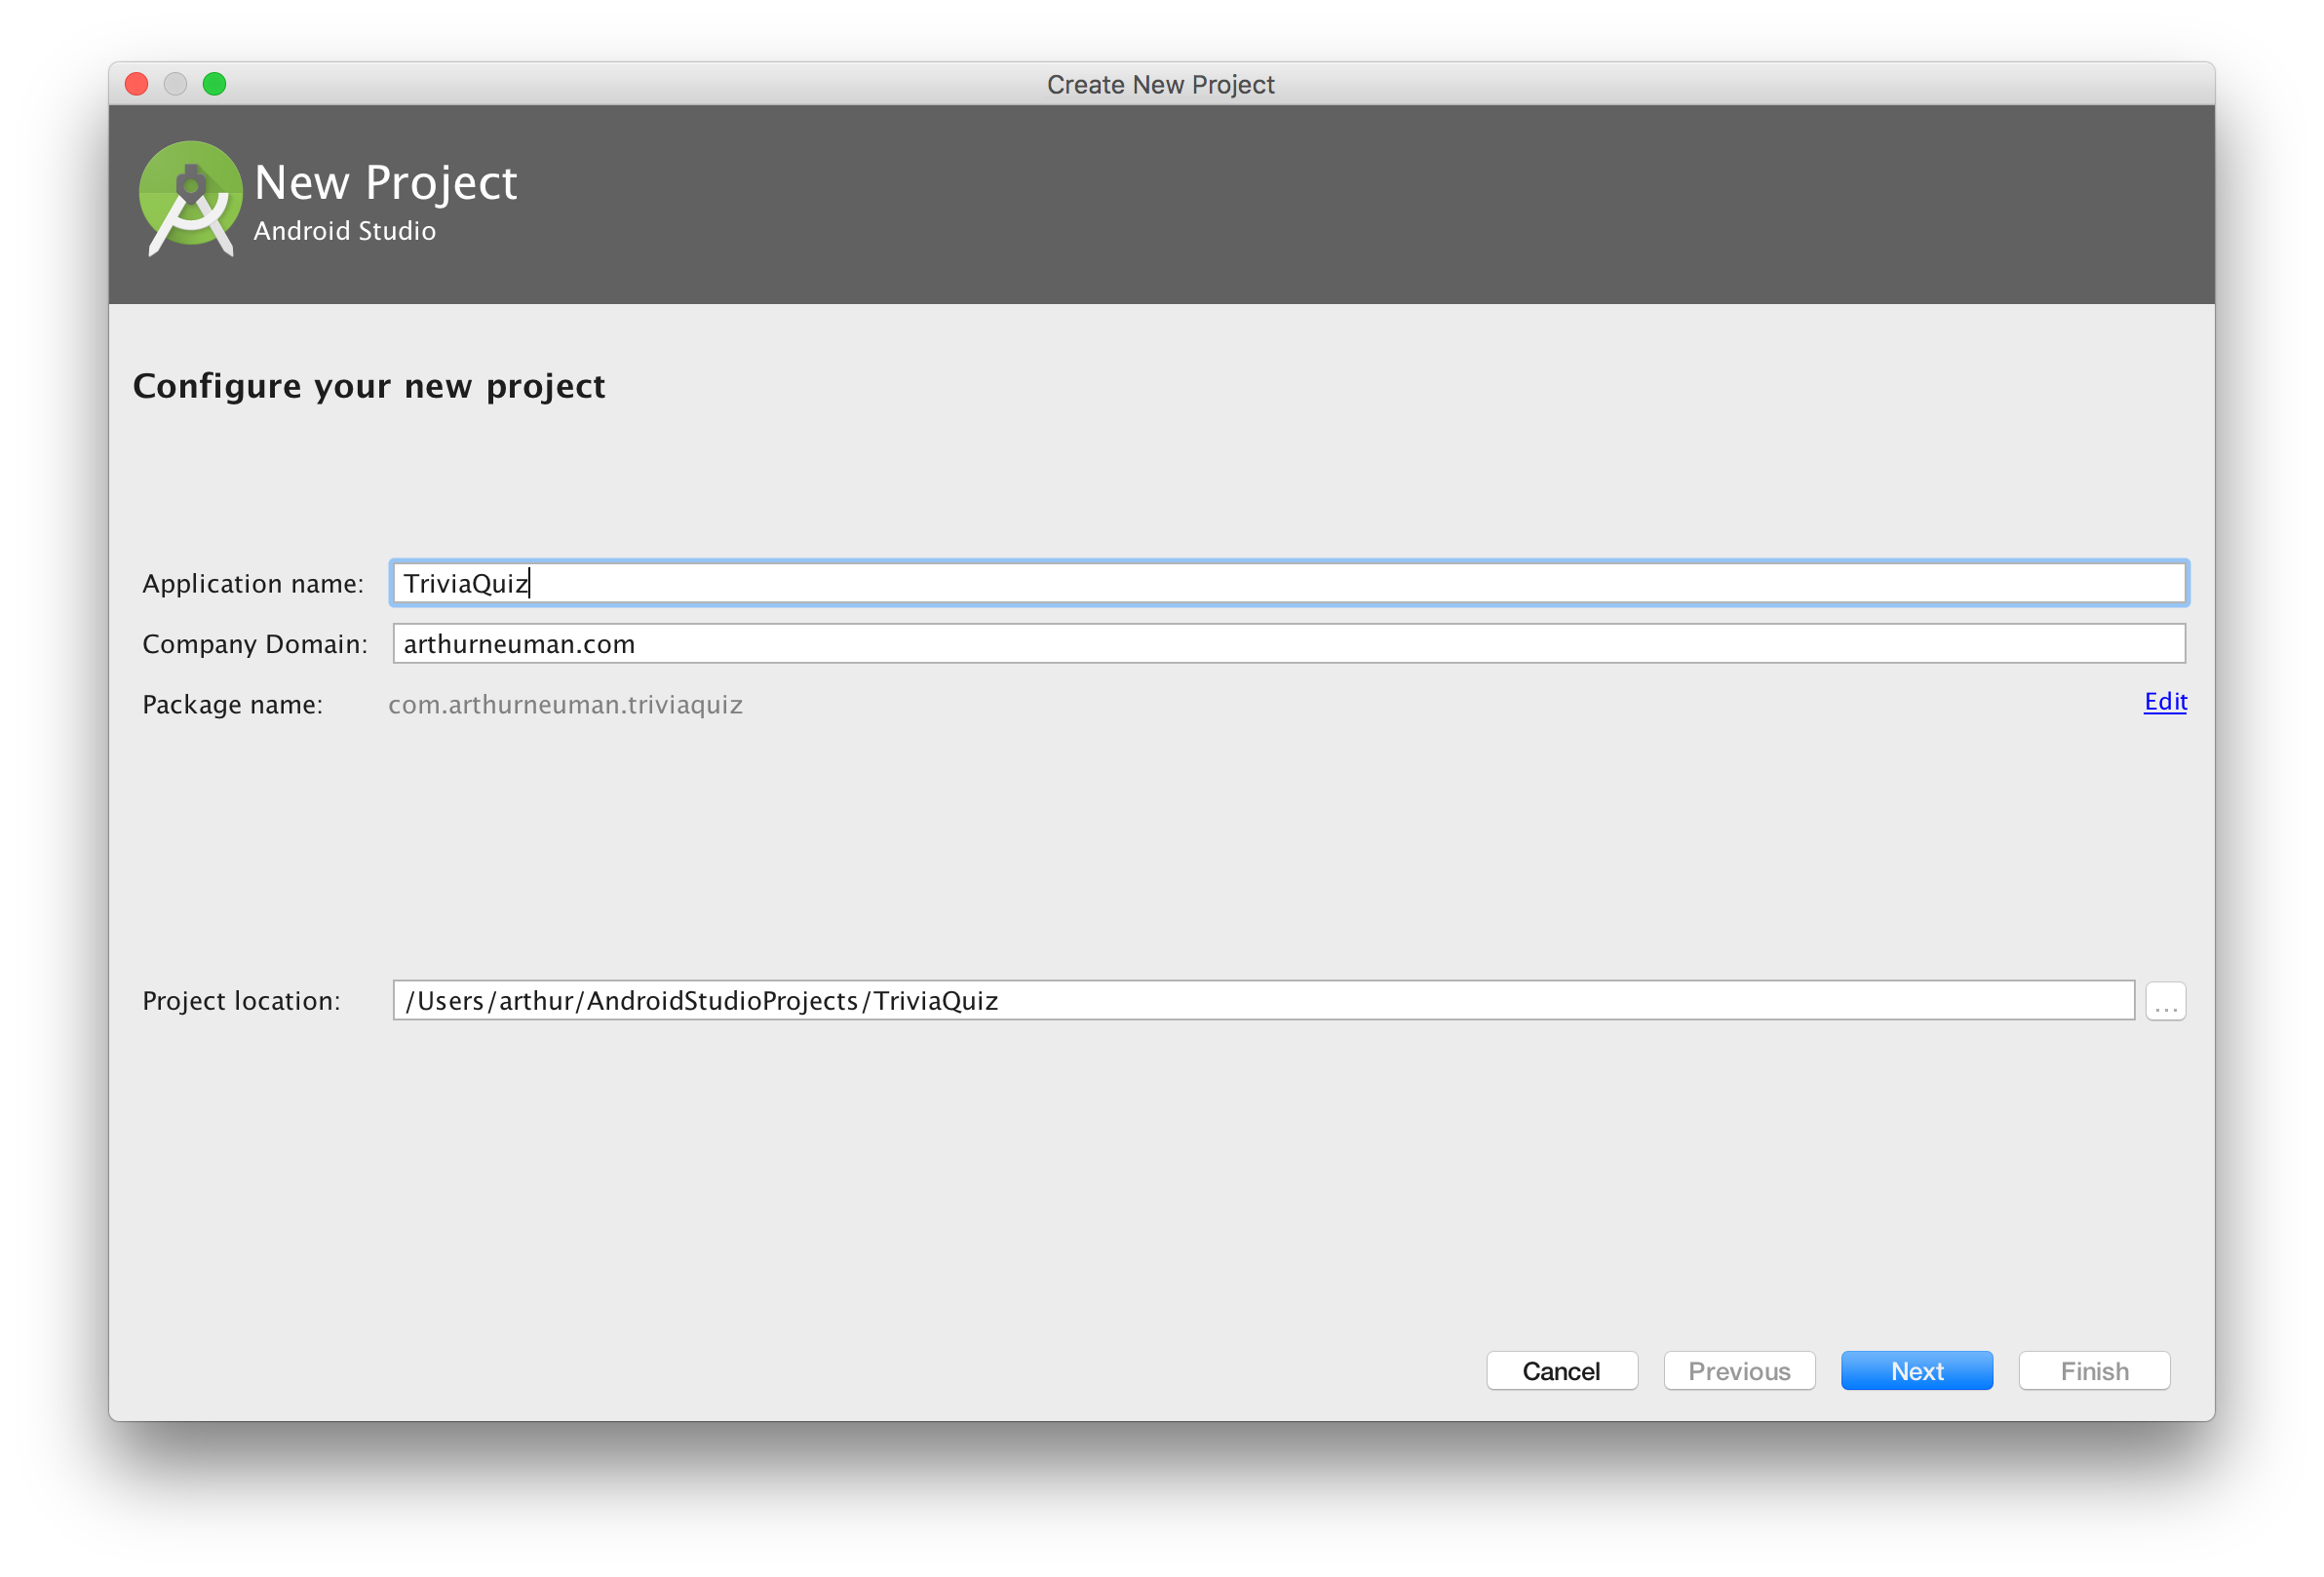 Create New Project
New Project
Android Studio
Configure your new project
Application name: TriviaQuiz
Company Domain: arthurneuman.com
Package name: com.arthurneuman.triviaquiz Edit
Project location: /Users/arthur/AndroidStudioProjects/TriviaQuiz ...
Cancel Previous Next Finish